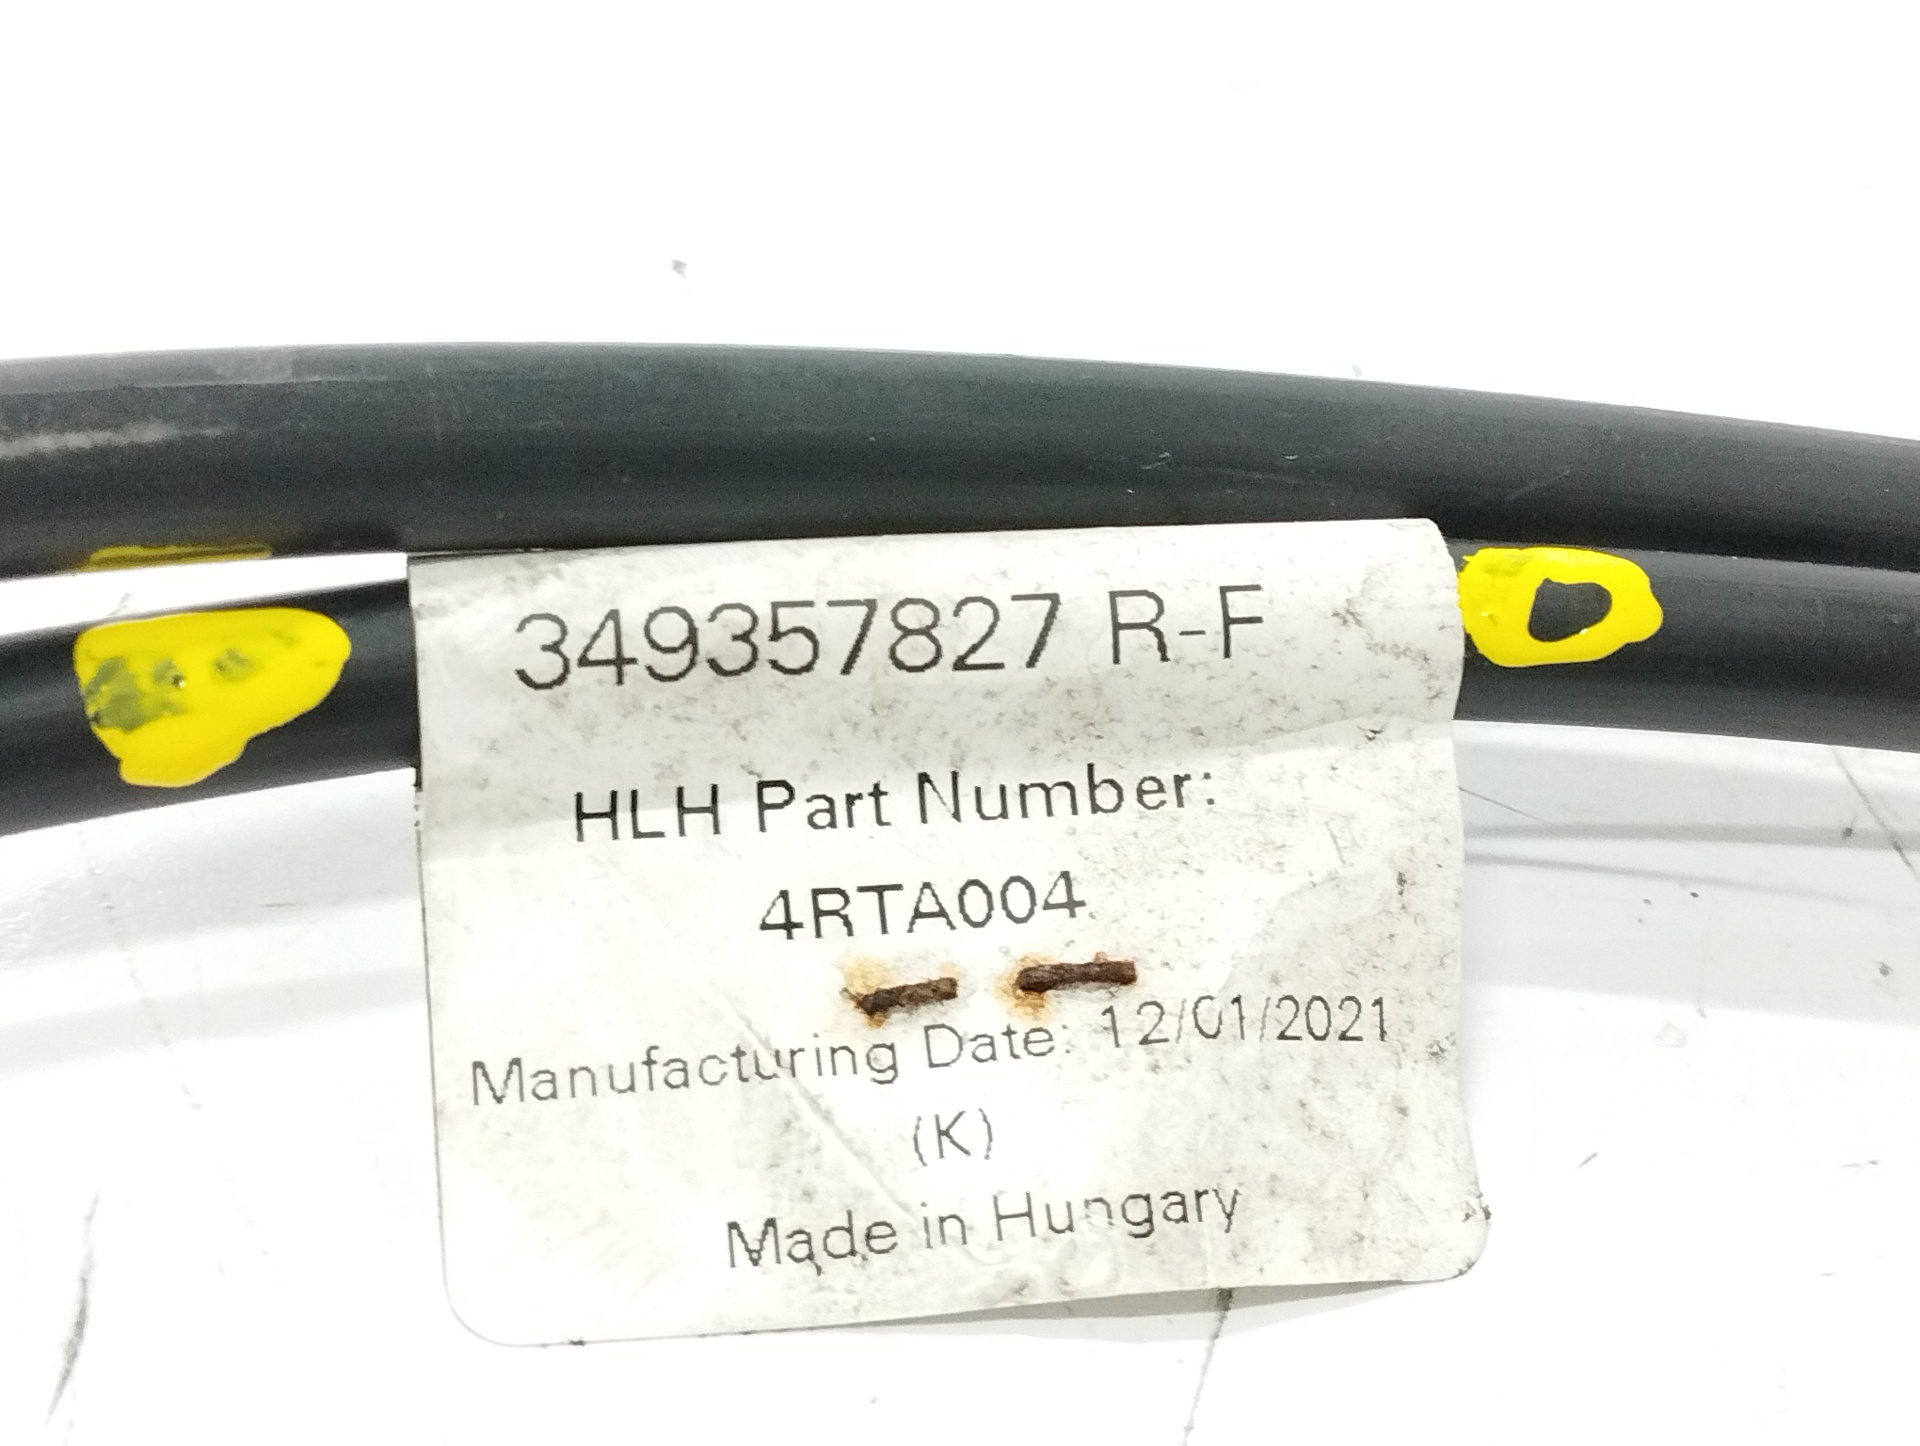 349357827 R-F
HLH Part Number:
4RTA004
Manufacturing Date: 12/01/2021
(K)
Made in Hungary